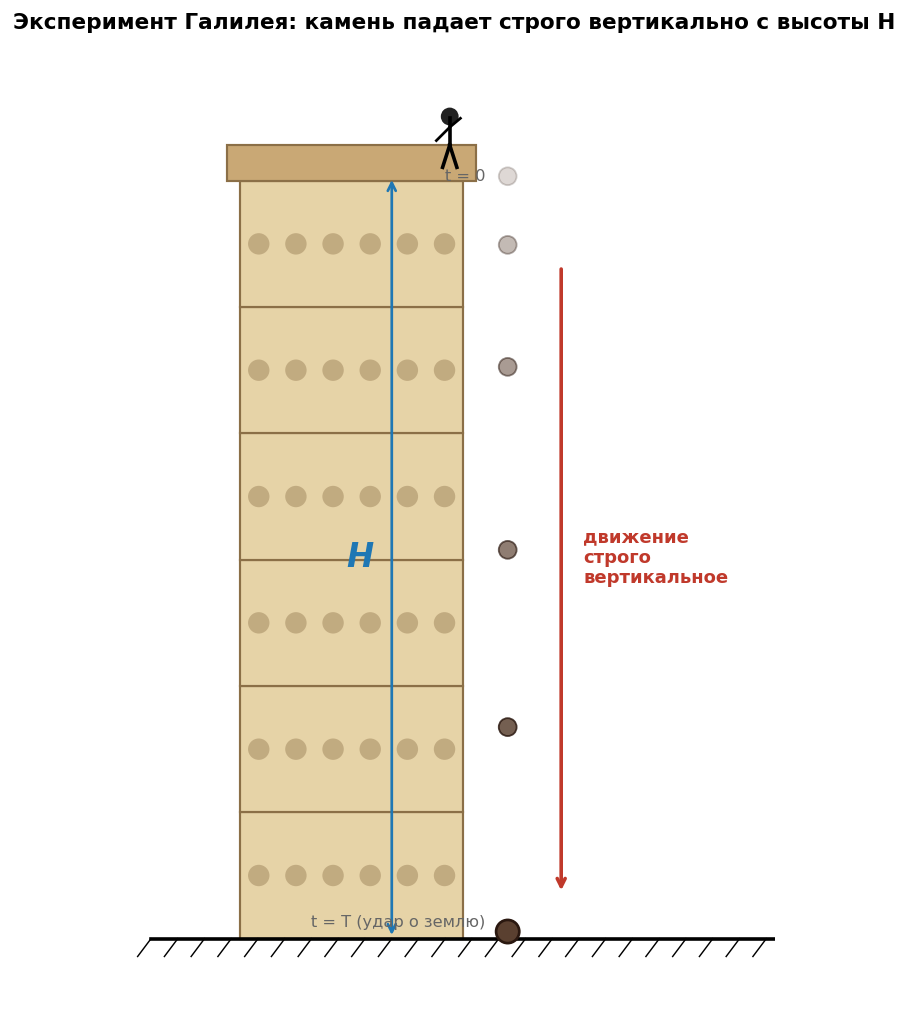 Эксперимент Галилея: камень падает строго вертикально с высоты H
t = 0
H
движение
строго
вертикальное
t = T (удар о землю)